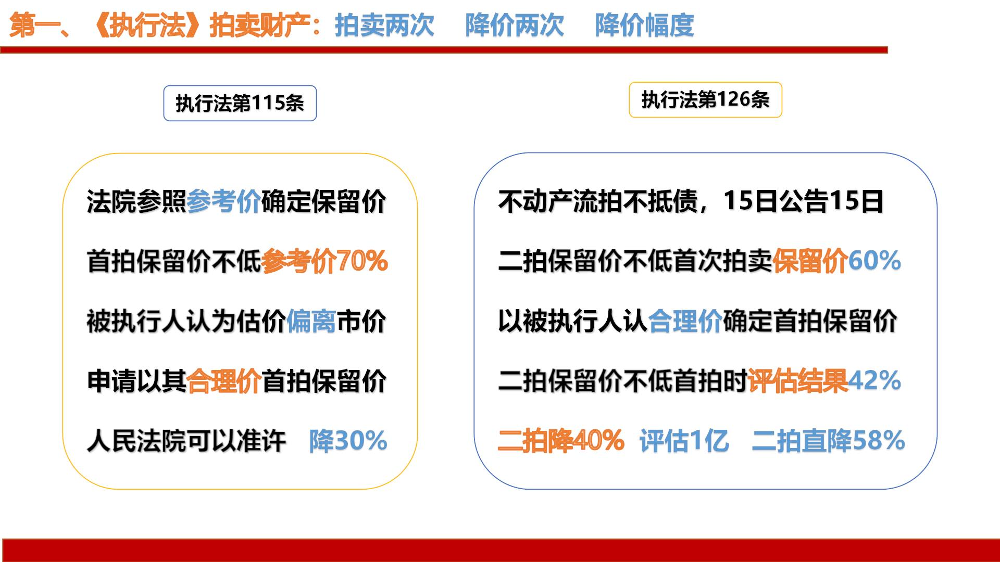 第一、《执行法》拍卖财产：拍卖两次 降价两次 降价幅度
执行法第115条
法院参照参考价确定保留价
首拍保留价不低参考价70%
被执行人认为估价偏离市价
申请以其合理价首拍保留价
人民法院可以准许 降30%
执行法第126条
不动产流拍不抵债，15日公告15日
二拍保留价不低首次拍卖保留价60%
以被执行人认合理价确定首拍保留价
二拍保留价不低首拍时评估结果42%
二拍降40% 评估1亿 二拍直降58%